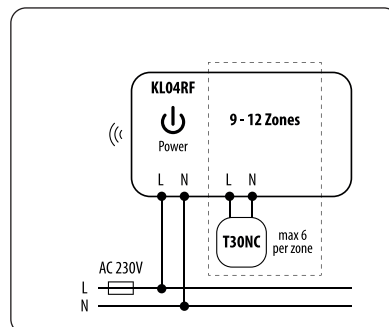 KL04RF
9 - 12 Zones
Power
L N L N
T30NC
max 6
per zone
AC 230V
L
N